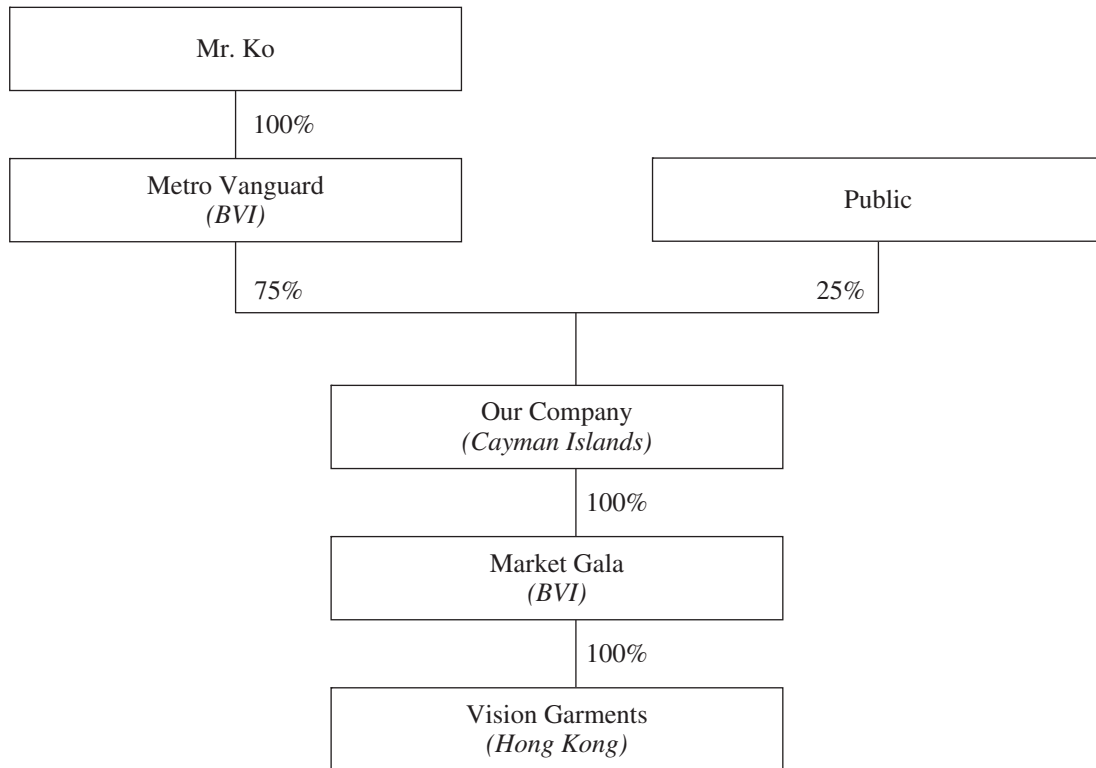 Mr. Ko
100%
Metro Vanguard
(BVI)
Public
75%
25%
Our Company
(Cayman Islands)
100%
Market Gala
(BVI)
100%
Vision Garments
(Hong Kong)